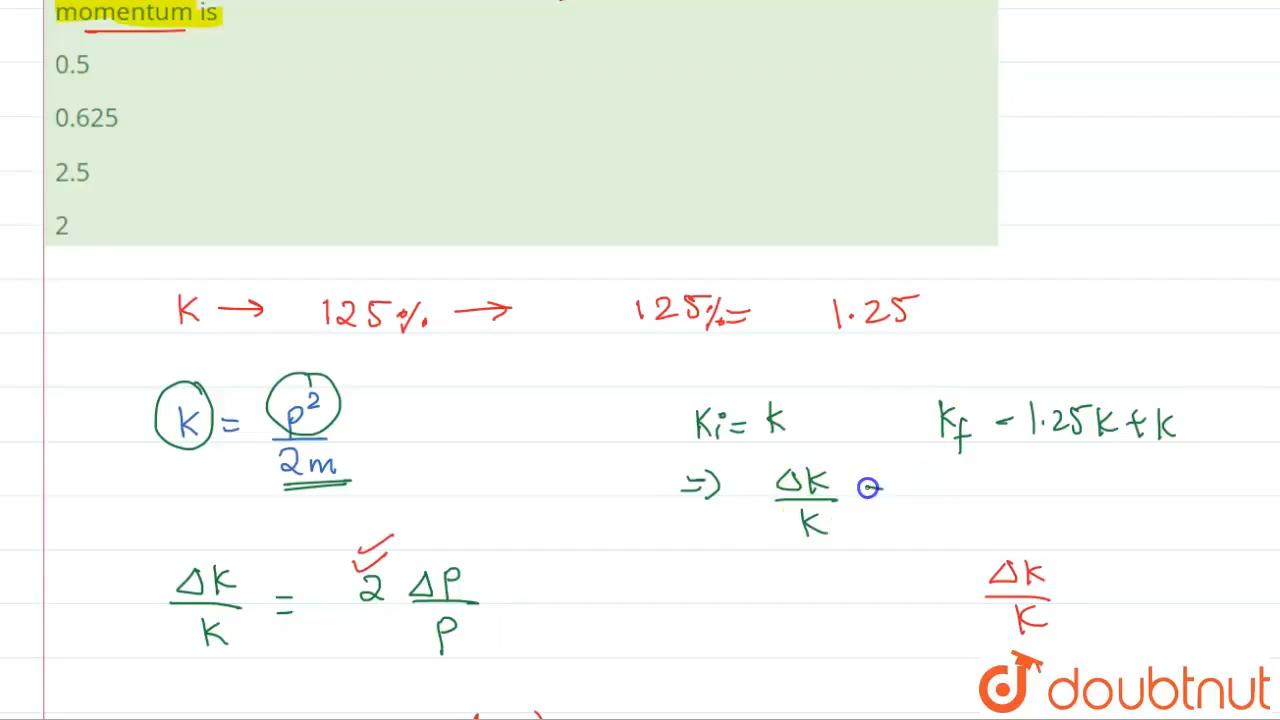 momentum is
0.5
0.625
2.5
2
K → 125% → 125% = 1.25
K = P²/2m
Ki = K Kf - 1.25K + K
=> ΔK/K
ΔK/K = 2 ΔP/P
ΔK/K
doubtnut